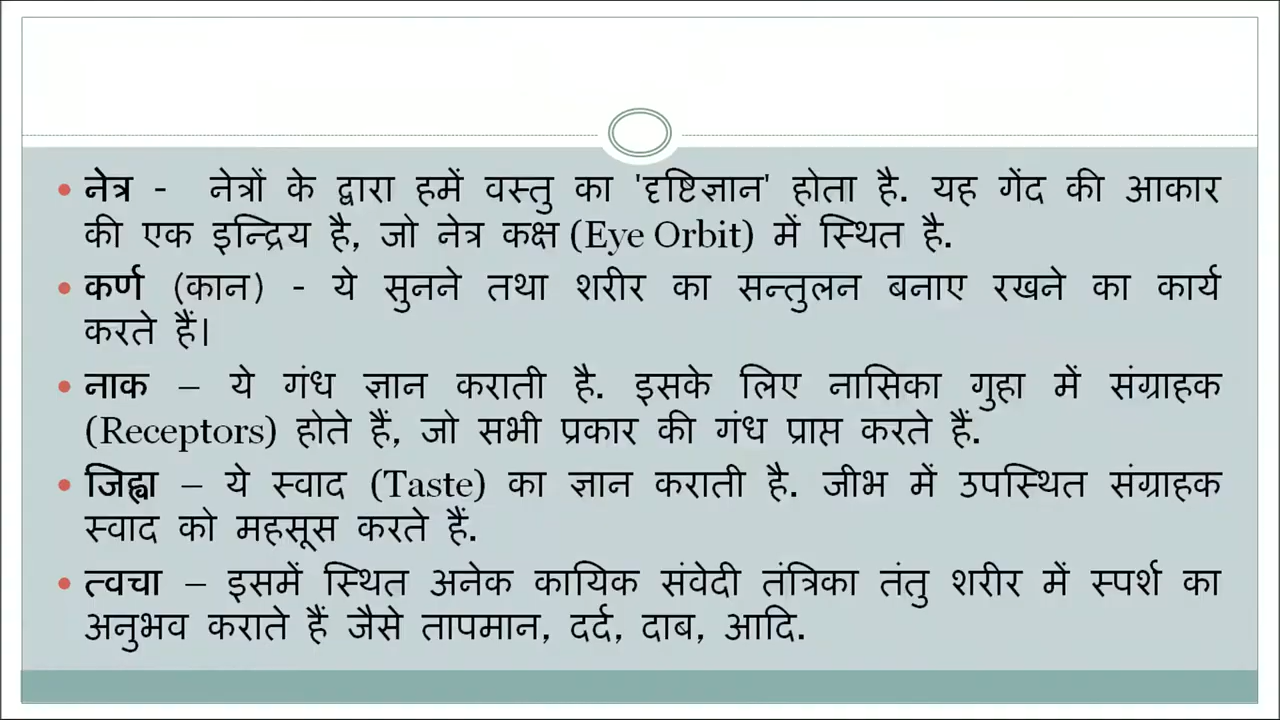 • नेत्र - नेत्रों के द्वारा हमें वस्तु का 'दृष्टिज्ञान' होता है. यह गेंद की आकार
की एक इन्द्रिय है, जो नेत्र कक्ष (Eye Orbit) में स्थित है.
• कर्ण (कान) - ये सुनने तथा शरीर का सन्तुलन बनाए रखने का कार्य
करते हैं।
• नाक – ये गंध ज्ञान कराती है. इसके लिए नासिका गुहा में संग्राहक
(Receptors) होते हैं, जो सभी प्रकार की गंध प्राप्त करते हैं.
• जिह्वा – ये स्वाद (Taste) का ज्ञान कराती है. जीभ में उपस्थित संग्राहक
स्वाद को महसूस करते हैं.
• त्वचा – इसमें स्थित अनेक कायिक संवेदी तंत्रिका तंतु शरीर में स्पर्श का
अनुभव कराते हैं जैसे तापमान, दर्द, दाब, आदि.